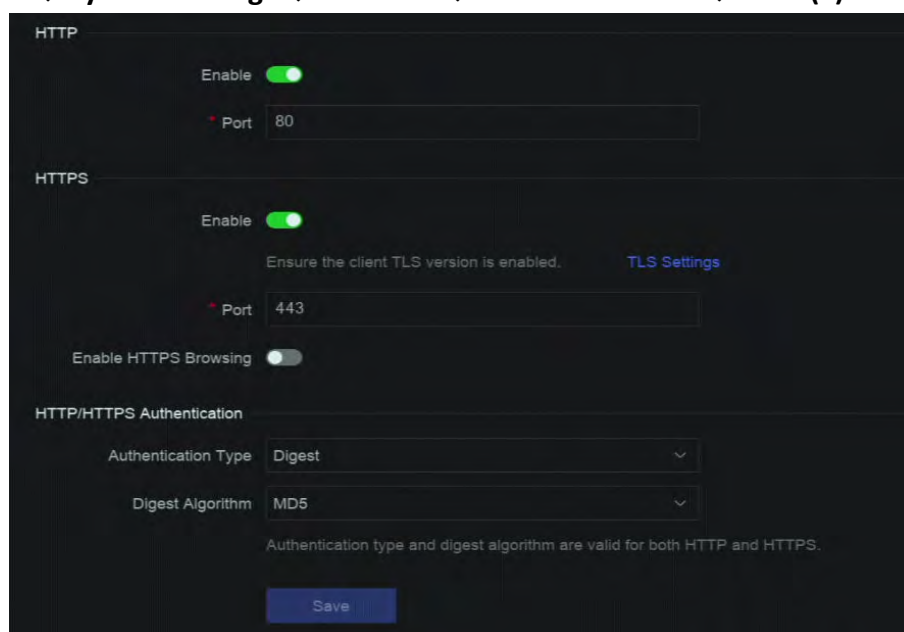 HTTP
Enable
* Port 80
HTTPS
Enable
Ensure the client TLS version is enabled. TLS Settings
* Port 443
Enable HTTPS Browsing
HTTP/HTTPS Authentication
Authentication Type Digest
Digest Algorithm MD5
Authentication type and digest algorithm are valid for both HTTP and HTTPS.
Save